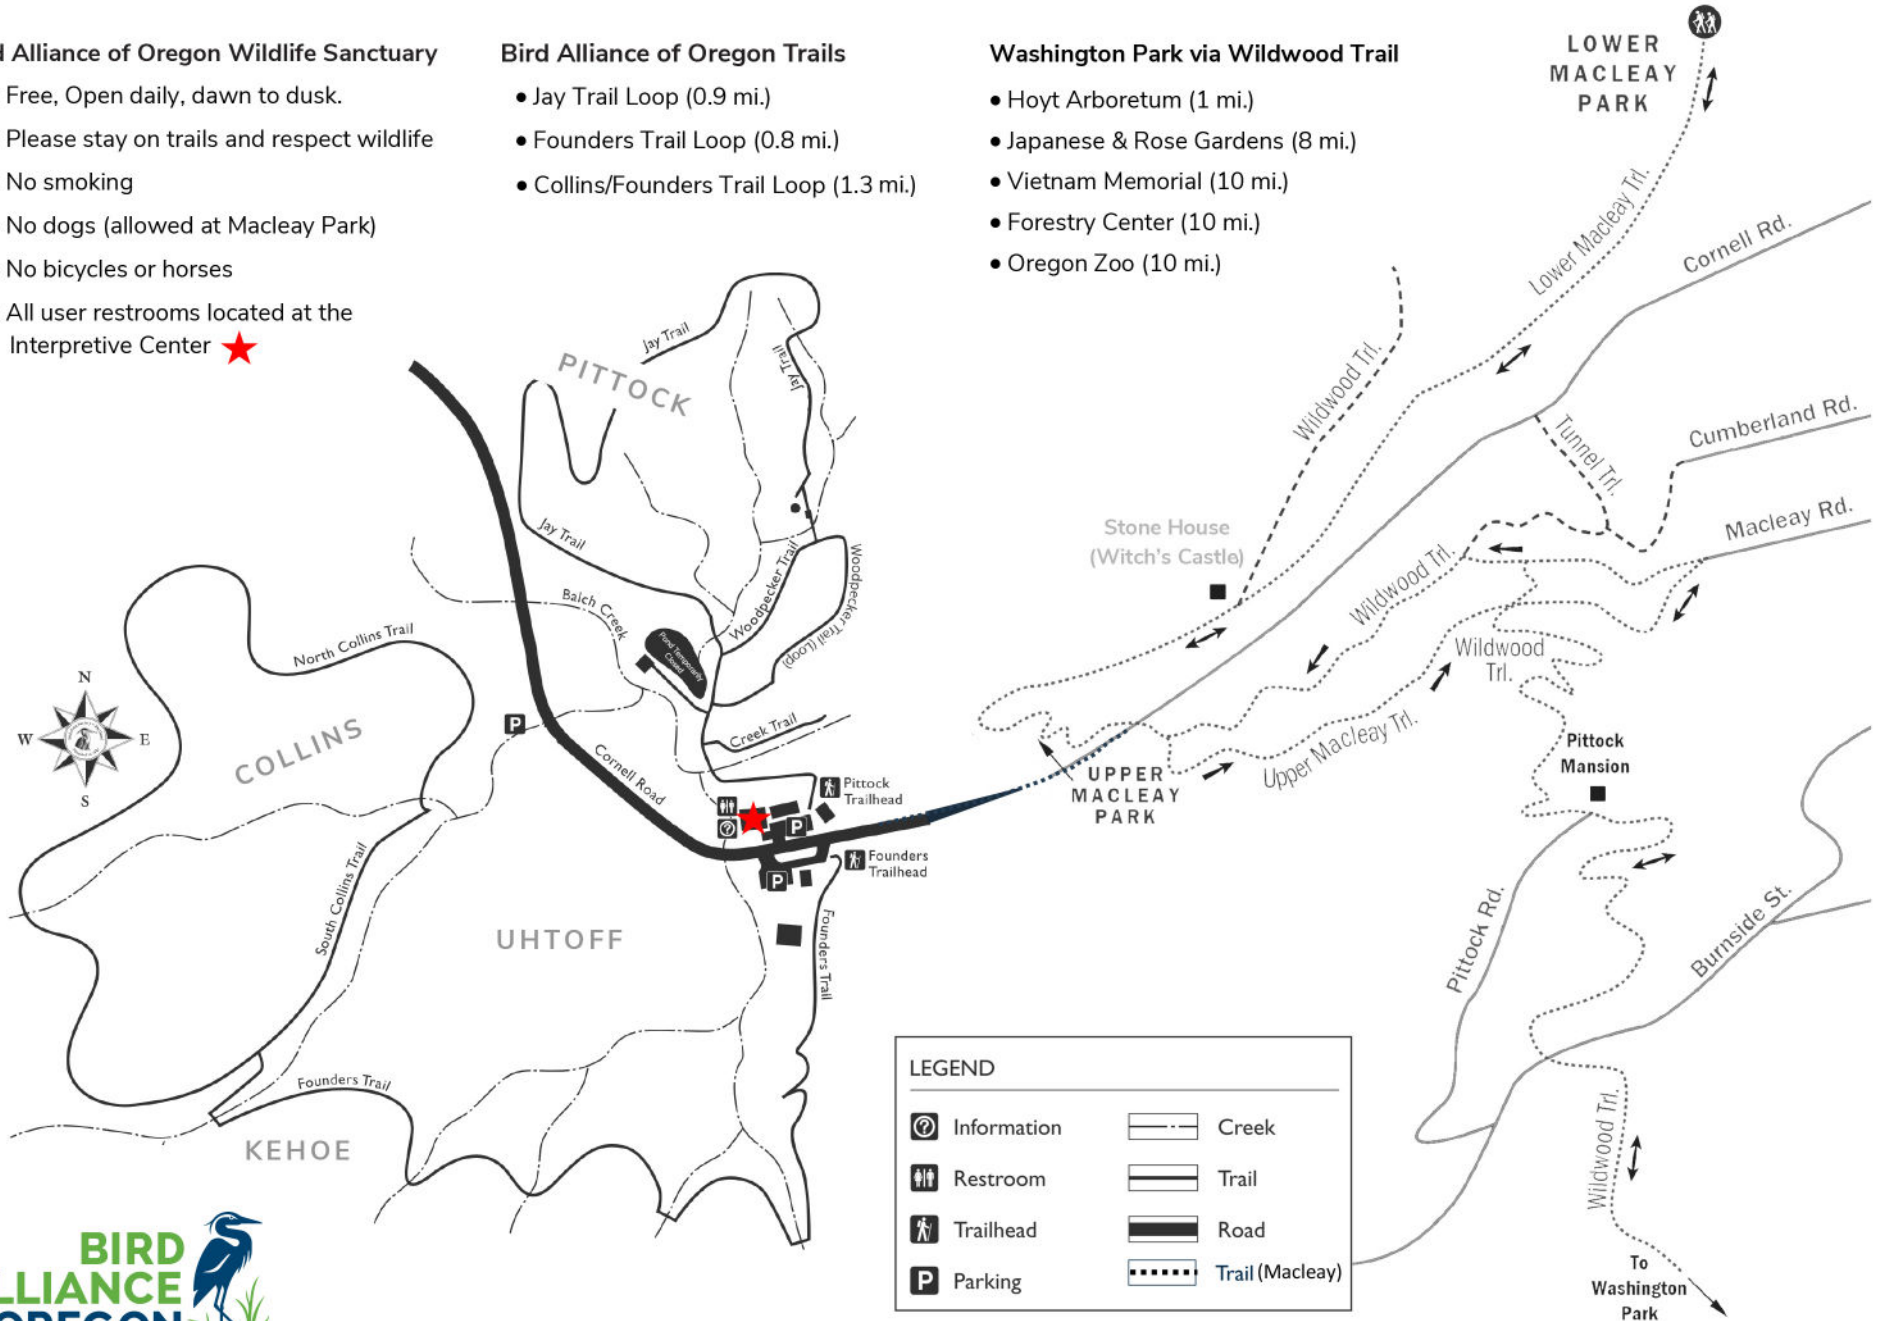 d Alliance of Oregon Wildlife Sanctuary
Free, Open daily, dawn to dusk.
Please stay on trails and respect wildlife
No smoking
No dogs (allowed at Macleay Park)
No bicycles or horses
All user restrooms located at the
Interpretive Center
Bird Alliance of Oregon Trails
• Jay Trail Loop (0.9 mi.)
• Founders Trail Loop (0.8 mi.)
• Collins/Founders Trail Loop (1.3 mi.)
Washington Park via Wildwood Trail
• Hoyt Arboretum (1 mi.)
• Japanese & Rose Gardens (8 mi.)
• Vietnam Memorial (10 mi.)
• Forestry Center (10 mi.)
• Oregon Zoo (10 mi.)
LOWER
MACLEAY
PARK
Lower Macleay Trl.
Cornell Rd.
Wildwood Trl.
Tunnel Trl.
Cumberland Rd.
Macleay Rd.
Stone House
(Witch's Castle)
Wildwood Trl.
Wildwood
Trl.
Upper Macleay Trl.
UPPER
MACLEAY
PARK
Pittock
Mansion
Pittock Rd.
Burnside St.
Wildwood Trl.
To
Washington
Park
Jay Trail
PITTOCK
Jay Trail
Jay Trail
Woodpecker Trail
Woodpecker Trail (Loop)
Balch Creek
Pond Temporarily
Closed
Creek Trail
North Collins Trail
N
W
E
S
COLLINS
P
Cornell Road
Pittock
Trailhead
P
Founders
Trailhead
P
South Collins Trail
UHTOFF
Founders Trail
Founders Trail
KEHOE
LEGEND
Information
Restroom
Trailhead
P Parking
Creek
Trail
Road
Trail (Macleay)
BIRD
LLIANCE
OREGON